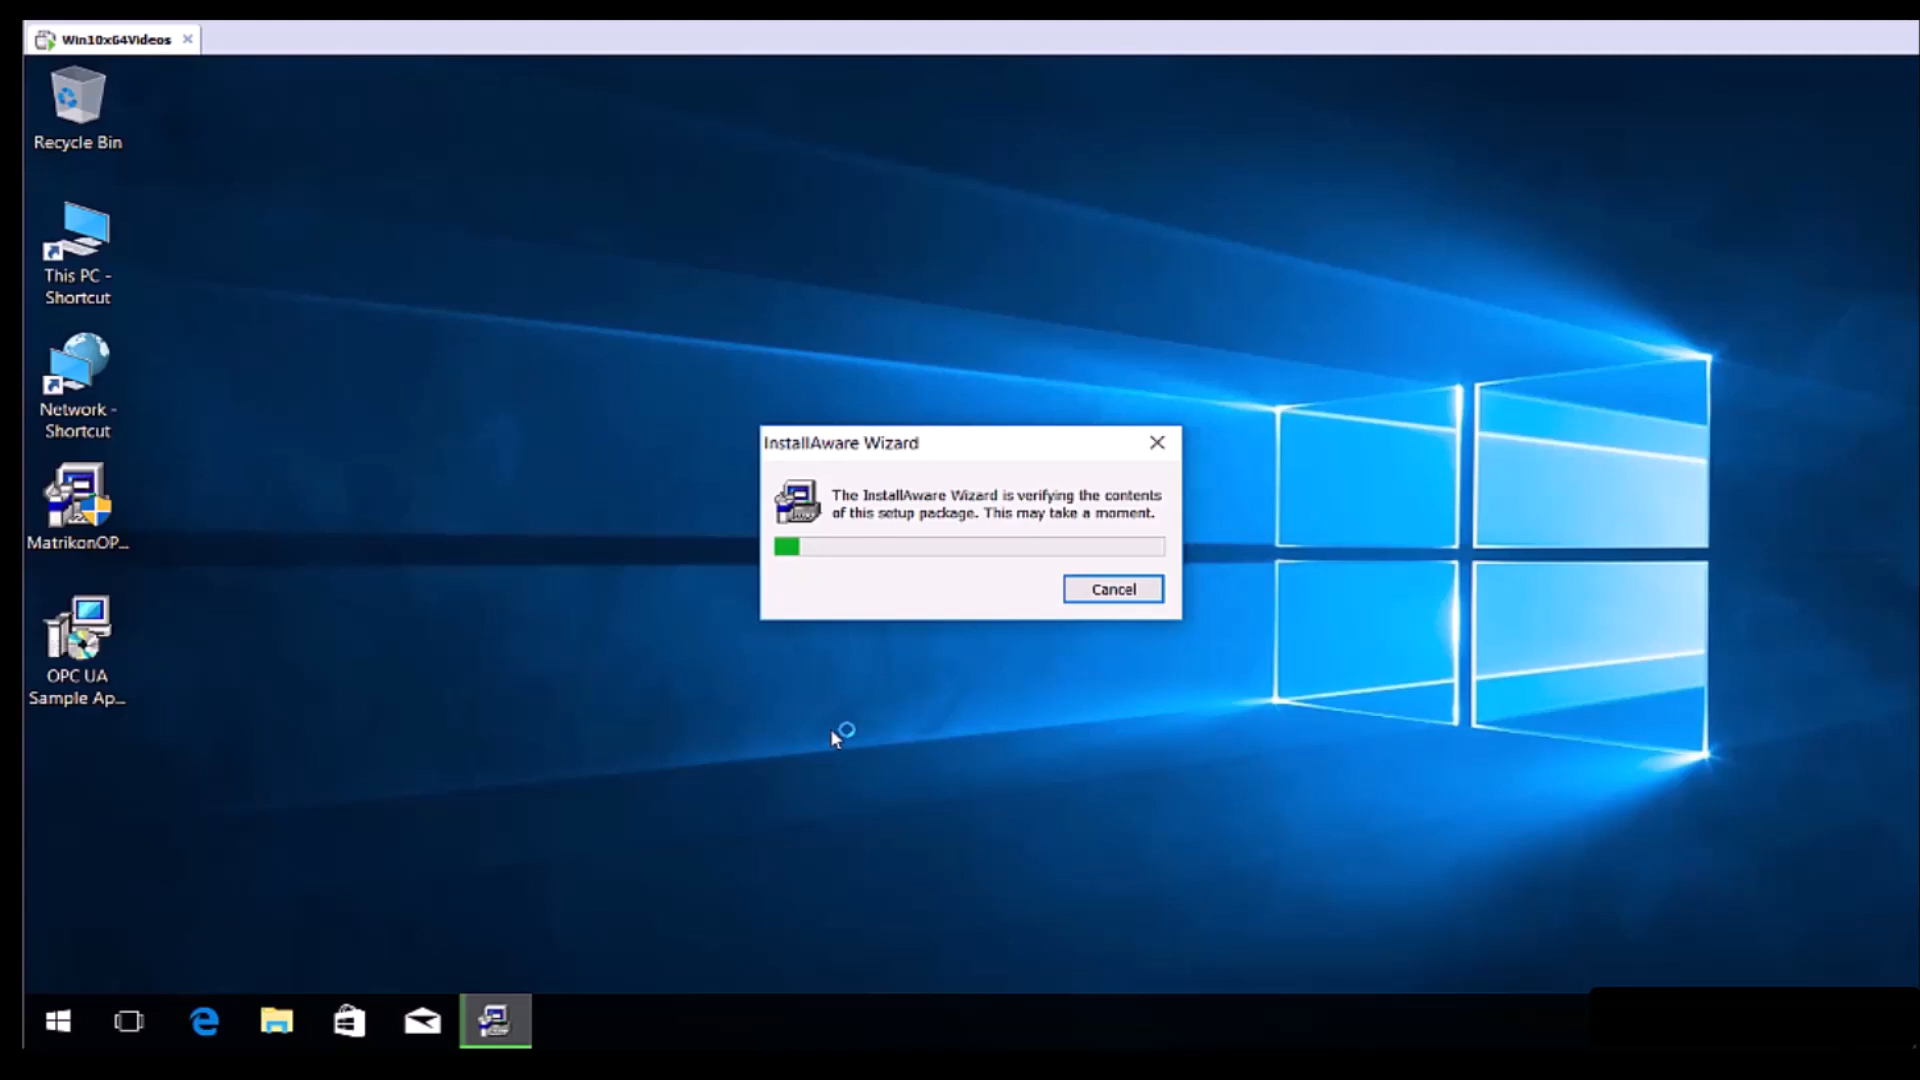 Win10x64Videos
Recycle Bin
This PC -
Shortcut
Network -
Shortcut
MatrikonOP...
OPC UA
Sample Ap...
InstallAware Wizard
The InstallAware Wizard is verifying the contents
of this setup package. This may take a moment.
Cancel